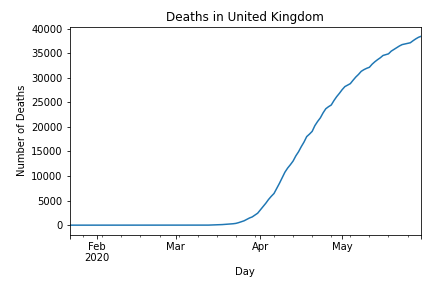 Deaths in United Kingdom
40000
35000
30000
25000
20000
15000
10000
5000
0
Number of Deaths
Feb
2020
Mar
Apr
May
Day